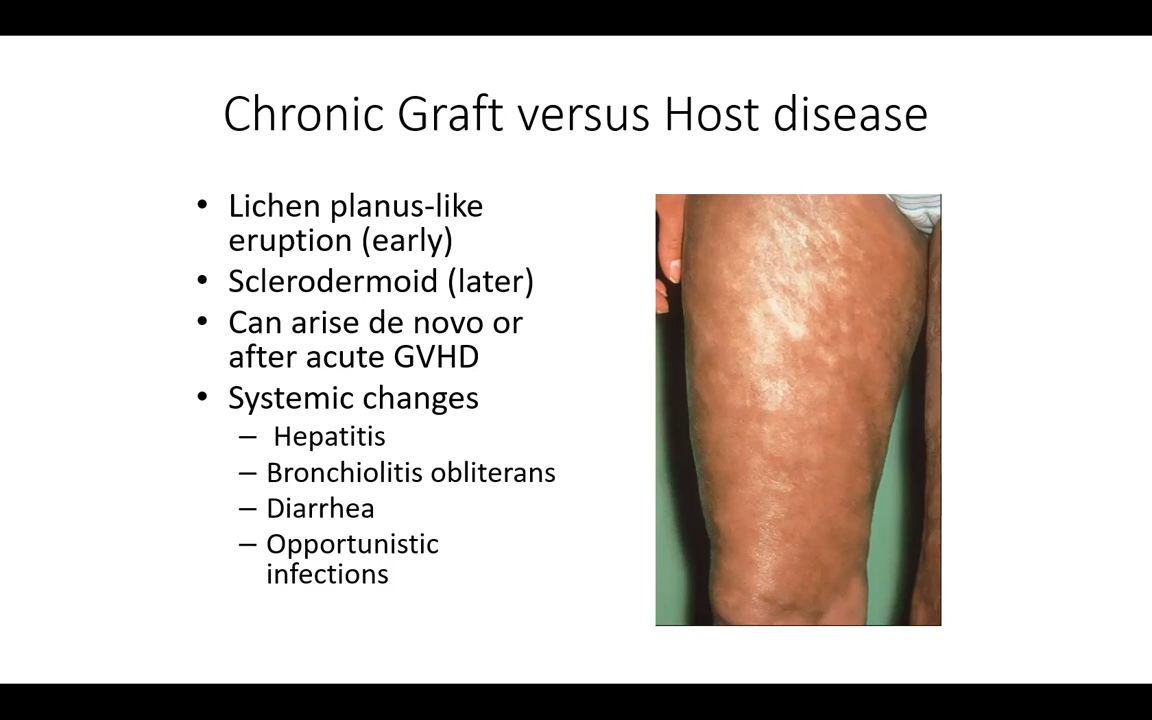 Chronic Graft versus Host disease
• Lichen planus-like
eruption (early)
• Sclerodermoid (later)
• Can arise de novo or
after acute GVHD
• Systemic changes
– Hepatitis
– Bronchiolitis obliterans
– Diarrhea
– Opportunistic
infections